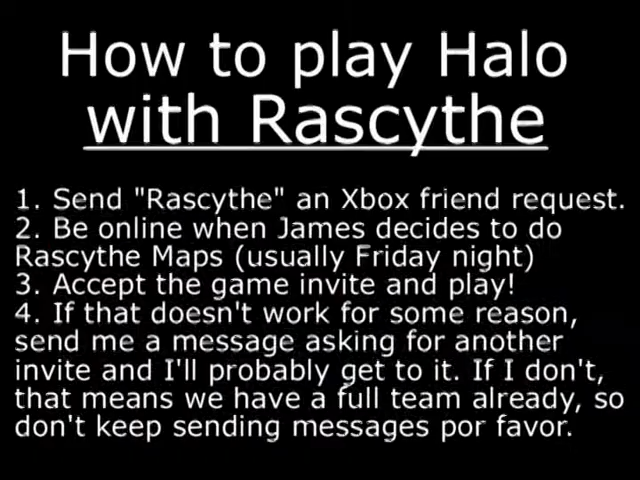 How to play Halo
with Rascythe
1. Send "Rascythe" an Xbox friend request.
2. Be online when James decides to do
Rascythe Maps (usually Friday night)
3. Accept the game invite and play!
4. If that doesn't work for some reason,
send me a message asking for another
invite and I'll probably get to it. If I don't,
that means we have a full team already, so
don't keep sending messages por favor.